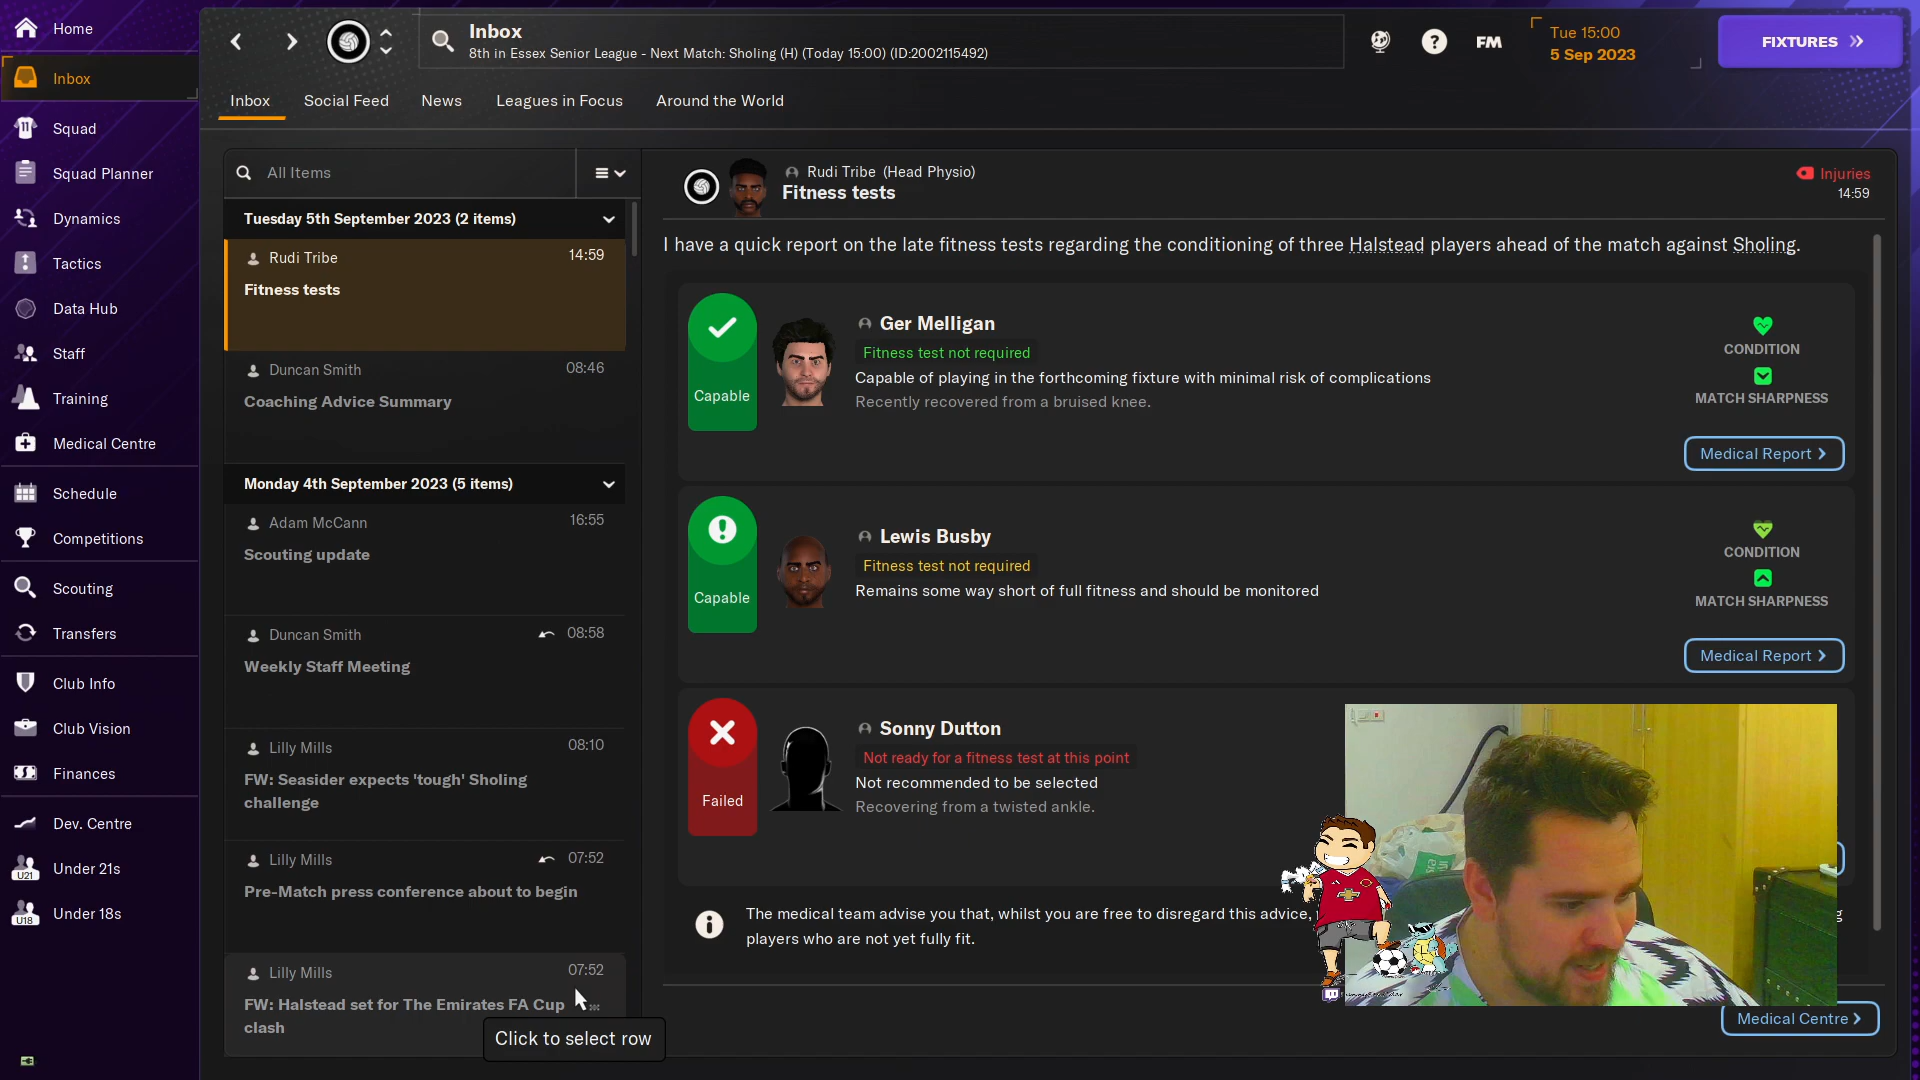 Home
Inbox
Squad
Squad Planner
Dynamics
Tactics
Data Hub
Staff
Training
Medical Centre
Schedule
Competitions
Scouting
Transfers
Club Info
Club Vision
Finances
Dev. Centre
U21 Under 21s
U18 Under 18s
Inbox
8th in Essex Senior League - Next Match: Sholing (H) (Today 15:00) (ID:2002115492)
FM
Tue 15:00
5 Sep 2023
FIXTURES
Inbox Social Feed News Leagues in Focus Around the World
All Items
Tuesday 5th September 2023 (2 items)
Rudi Tribe 14:59
Fitness tests
Duncan Smith 08:46
Coaching Advice Summary
Monday 4th September 2023 (5 items)
Adam McCann 16:55
Scouting update
Duncan Smith 08:58
Weekly Staff Meeting
Lilly Mills 08:10
FW: Seasider expects 'tough' Sholing
challenge
Lilly Mills 07:52
Pre-Match press conference about to begin
Lilly Mills 07:52
FW: Halstead set for The Emirates FA Cup
clash
Click to select row
Rudi Tribe (Head Physio)
Fitness tests
Injuries
14:59
I have a quick report on the late fitness tests regarding the conditioning of three Halstead players ahead of the match against Sholing.
Capable
Ger Melligan
Fitness test not required
Capable of playing in the forthcoming fixture with minimal risk of complications
Recently recovered from a bruised knee.
CONDITION
MATCH SHARPNESS
Medical Report
Capable
Lewis Busby
Fitness test not required
Remains some way short of full fitness and should be monitored
CONDITION
MATCH SHARPNESS
Medical Report
Failed
Sonny Dutton
Not ready for a fitness test at this point
Not recommended to be selected
Recovering from a twisted ankle.
The medical team advise you that, whilst you are free to disregard this advice,
players who are not yet fully fit.
Medical Centre